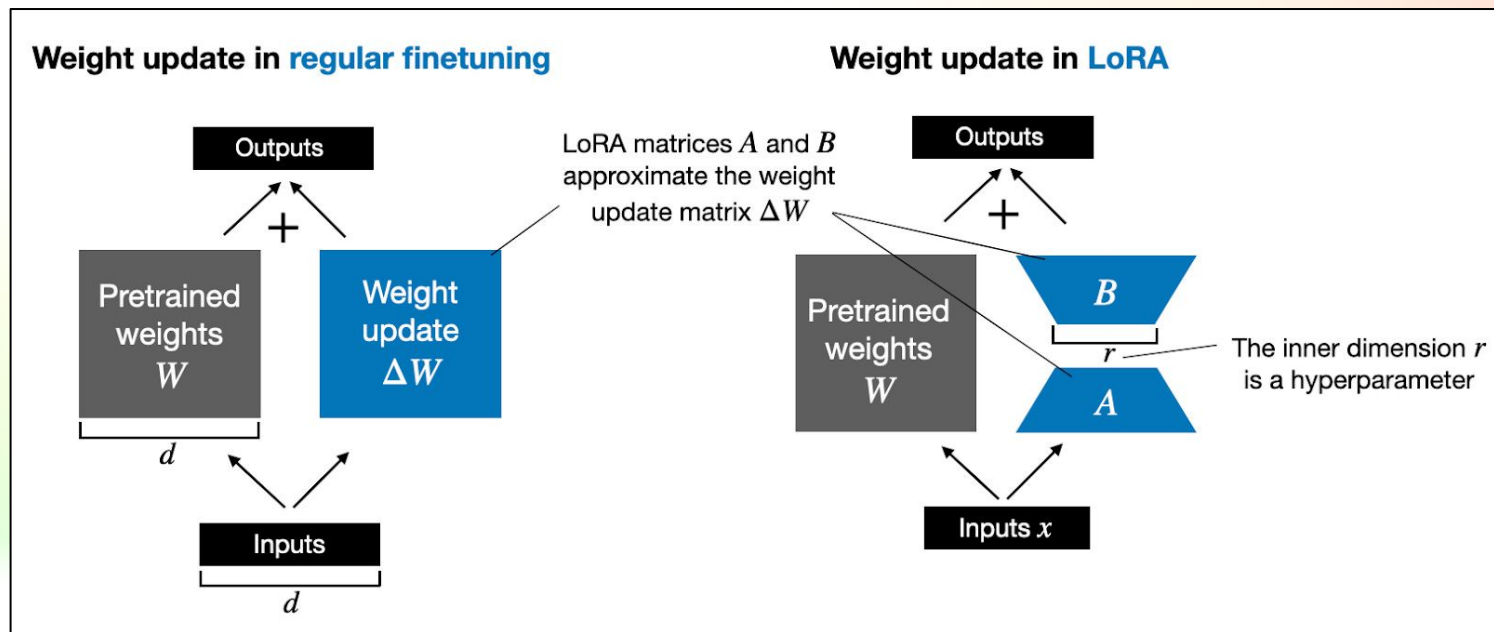 Weight update in regular finetuning
Outputs
+
Pretrained
weights
W
Weight
update
ΔW
d
Inputs
d
LoRA matrices A and B
approximate the weight
update matrix ΔW
Weight update in LoRA
Outputs
+
Pretrained
weights
W
B
r
A
The inner dimension r
is a hyperparameter
Inputs x